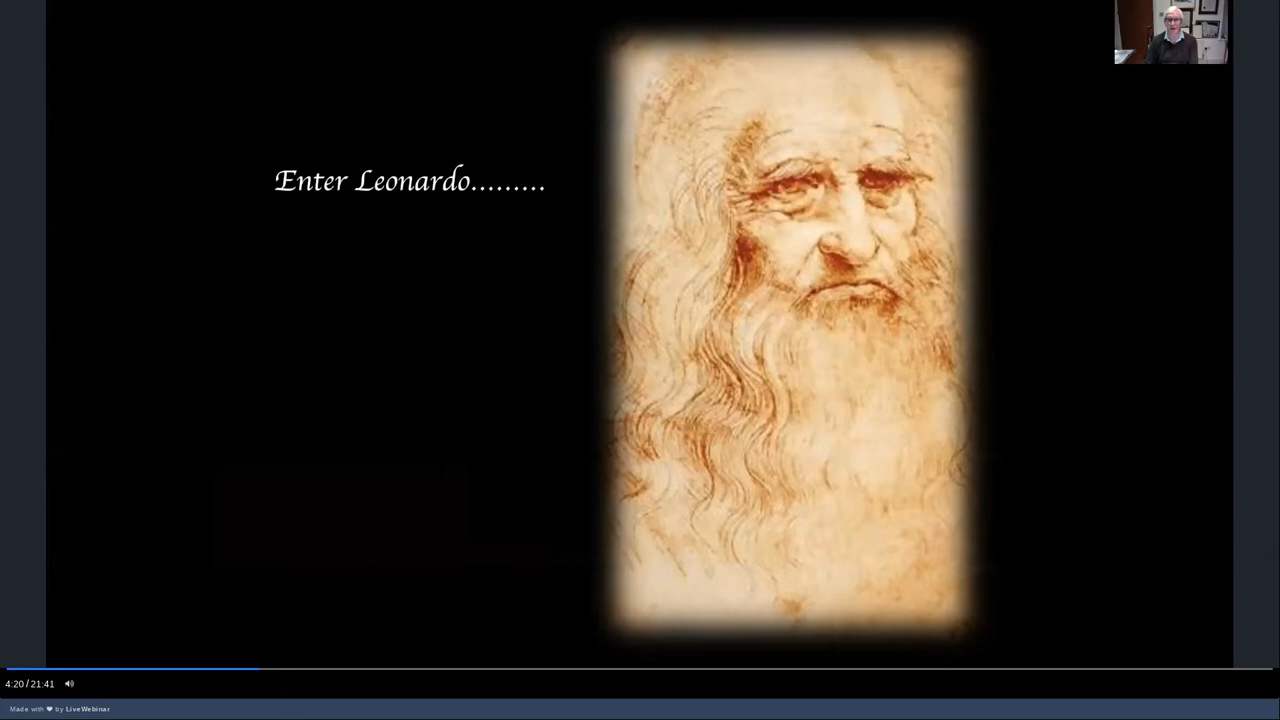 Enter Leonardo.........
4:20 / 21:41
Made with ❤ by LiveWebinar